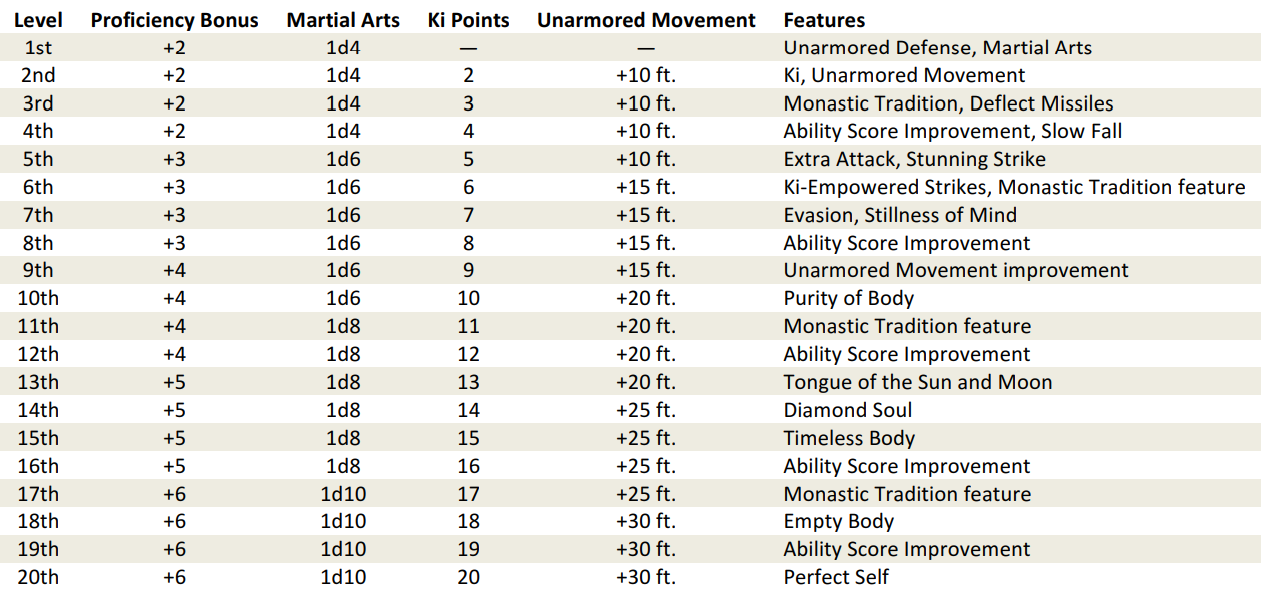 Level Proficiency Bonus Martial Arts Ki Points Unarmored Movement Features
1st +2 1d4 — — Unarmored Defense, Martial Arts
2nd +2 1d4 2 +10 ft. Ki, Unarmored Movement
3rd +2 1d4 3 +10 ft. Monastic Tradition, Deflect Missiles
4th +2 1d4 4 +10 ft. Ability Score Improvement, Slow Fall
5th +3 1d6 5 +10 ft. Extra Attack, Stunning Strike
6th +3 1d6 6 +15 ft. Ki-Empowered Strikes, Monastic Tradition feature
7th +3 1d6 7 +15 ft. Evasion, Stillness of Mind
8th +3 1d6 8 +15 ft. Ability Score Improvement
9th +4 1d6 9 +15 ft. Unarmored Movement improvement
10th +4 1d6 10 +20 ft. Purity of Body
11th +4 1d8 11 +20 ft. Monastic Tradition feature
12th +4 1d8 12 +20 ft. Ability Score Improvement
13th +5 1d8 13 +20 ft. Tongue of the Sun and Moon
14th +5 1d8 14 +25 ft. Diamond Soul
15th +5 1d8 15 +25 ft. Timeless Body
16th +5 1d8 16 +25 ft. Ability Score Improvement
17th +6 1d10 17 +25 ft. Monastic Tradition feature
18th +6 1d10 18 +30 ft. Empty Body
19th +6 1d10 19 +30 ft. Ability Score Improvement
20th +6 1d10 20 +30 ft. Perfect Self